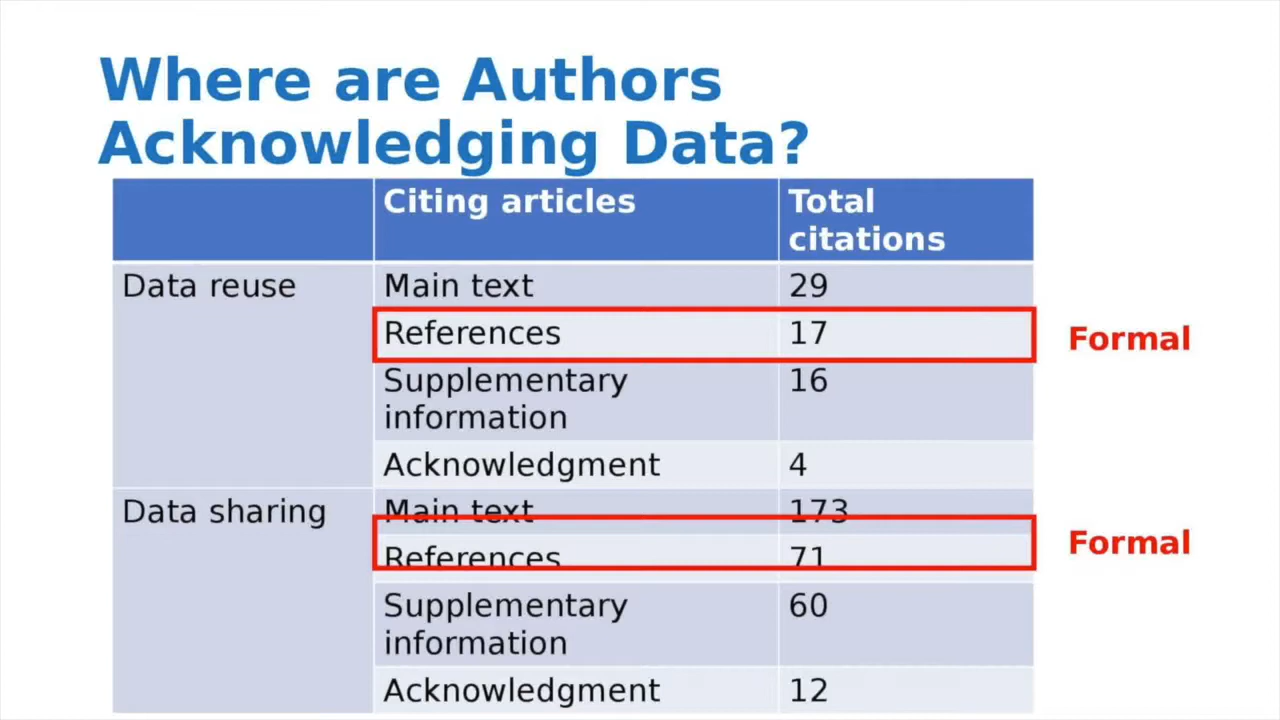 Where are Authors
Acknowledging Data?
Citing articles
Total
citations
Data reuse
Main text
29
References
17
Formal
Supplementary
information
16
Acknowledgment
4
Data sharing
Main text
173
References
71
Formal
Supplementary
information
60
Acknowledgment
12